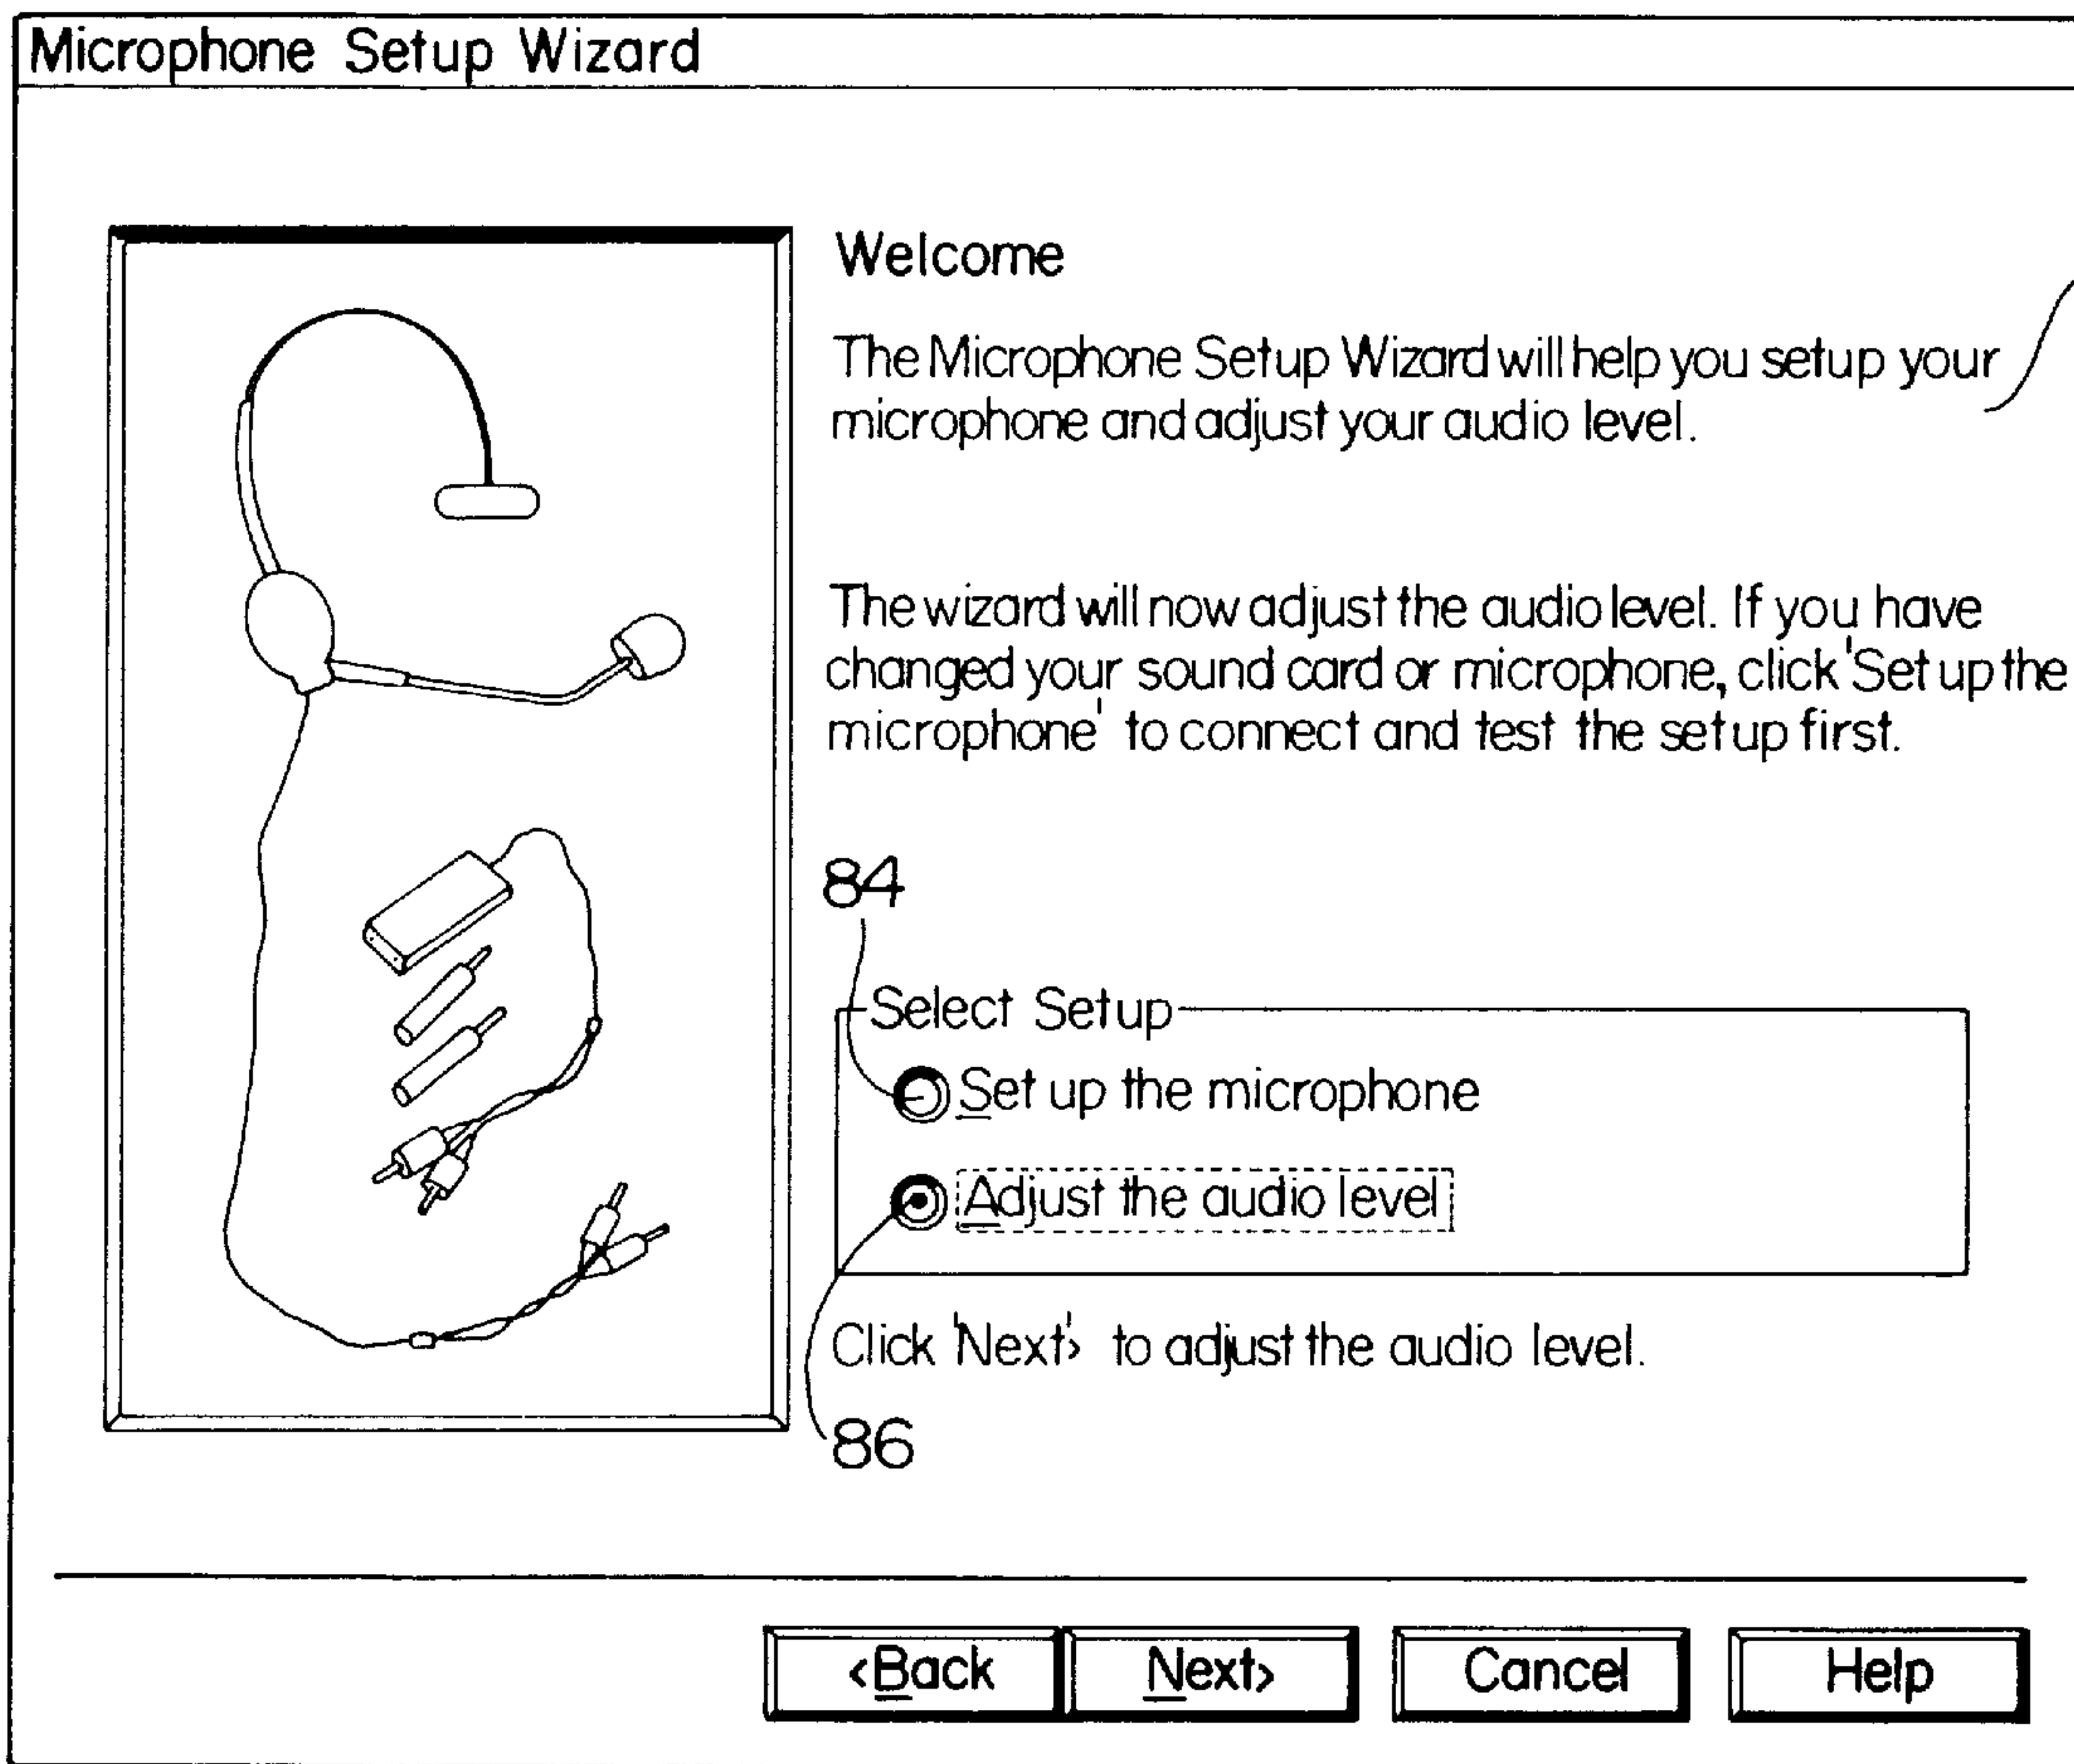 Microphone Setup Wizard
Welcome
The Microphone Setup Wizard will help you setup your
microphone and adjust your audio level.
The wizard will now adjust the audio level. If you have
changed your sound card or microphone, click 'Set up the
microphone' to connect and test the setup first.
84
Select Setup
Set up the microphone
Adjust the audio level
Click 'Next'> to adjust the audio level.
86
<Back Next> Cancel Help